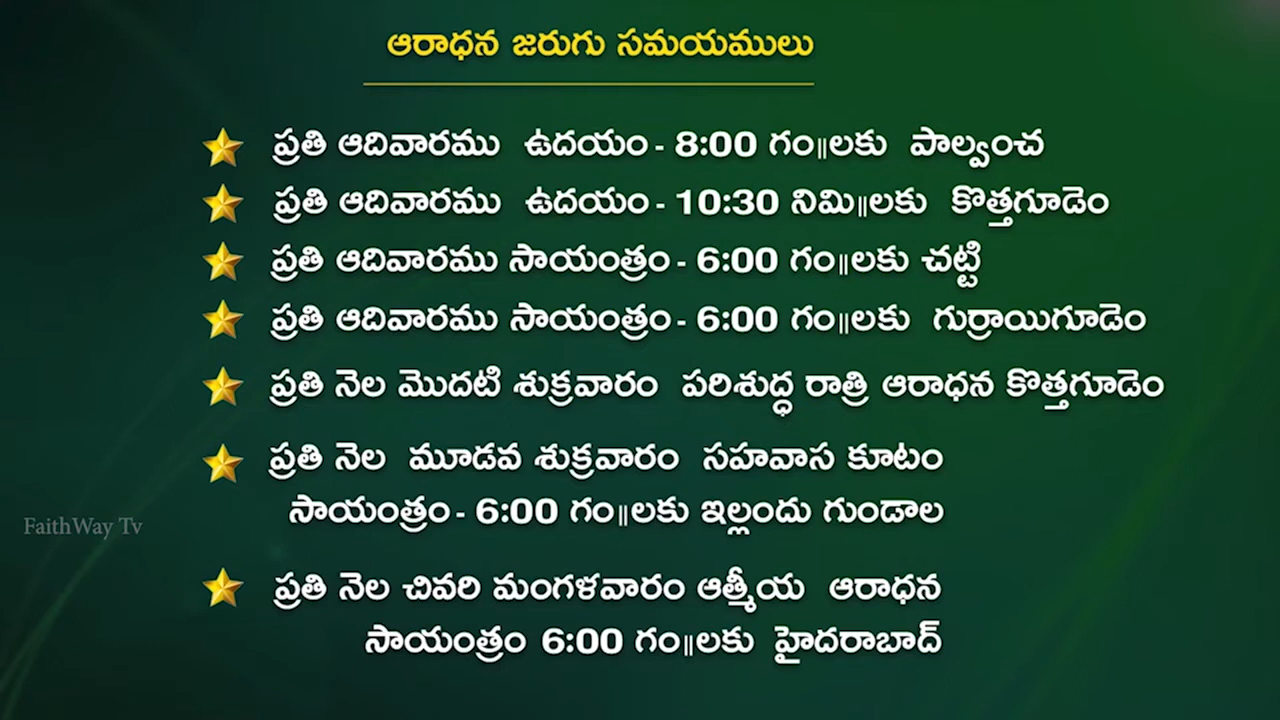 ఆరాధన జరుగు సమయములు
ప్రతి ఆదివారము ఉదయం - 8:00 గం॥లకు పాల్వంచ
ప్రతి ఆదివారము ఉదయం - 10:30 నిమి॥లకు కొత్తగూడెం
ప్రతి ఆదివారము సాయంత్రం - 6:00 గం॥లకు చట్టి
ప్రతి ఆదివారము సాయంత్రం - 6:00 గం॥లకు గుర్రాయిగూడెం
ప్రతి నెల మొదటి శుక్రవారం పరిశుద్ధ రాత్రి ఆరాధన కొత్తగూడెం
ప్రతి నెల మూడవ శుక్రవారం సహవాస కూటం
సాయంత్రం - 6:00 గం॥లకు ఇల్లందు గుండాల
FaithWay Tv
ప్రతి నెల చివరి మంగళవారం ఆత్మీయ ఆరాధన
సాయంత్రం 6:00 గం॥లకు హైదరాబాద్